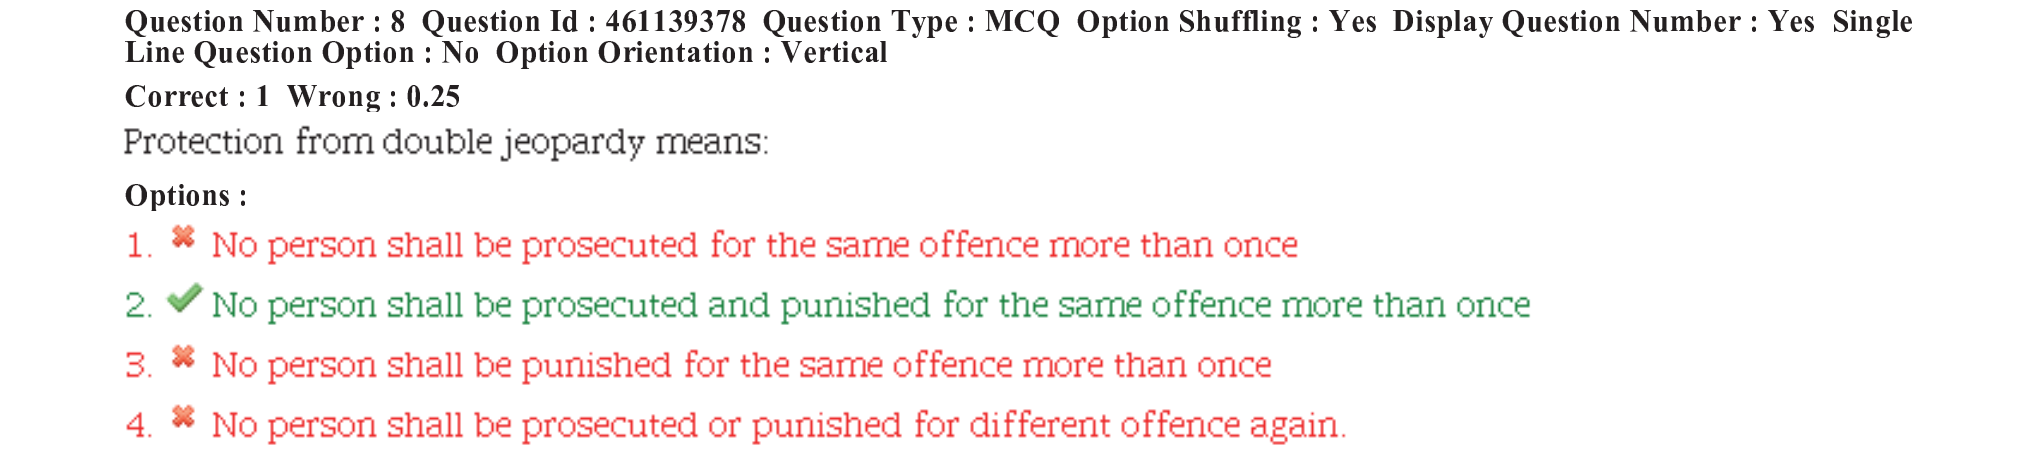 Question Number : 8 Question Id : 461139378 Question Type : MCQ Option Shuffling : Yes Display Question Number : Yes Single
Line Question Option : No Option Orientation : Vertical
Correct : 1 Wrong : 0.25
Protection from double jeopardy means:
Options :
1. No person shall be prosecuted for the same offence more than once
2. No person shall be prosecuted and punished for the same offence more than once
3. No person shall be punished for the same offence more than once
4. No person shall be prosecuted or punished for different offence again.